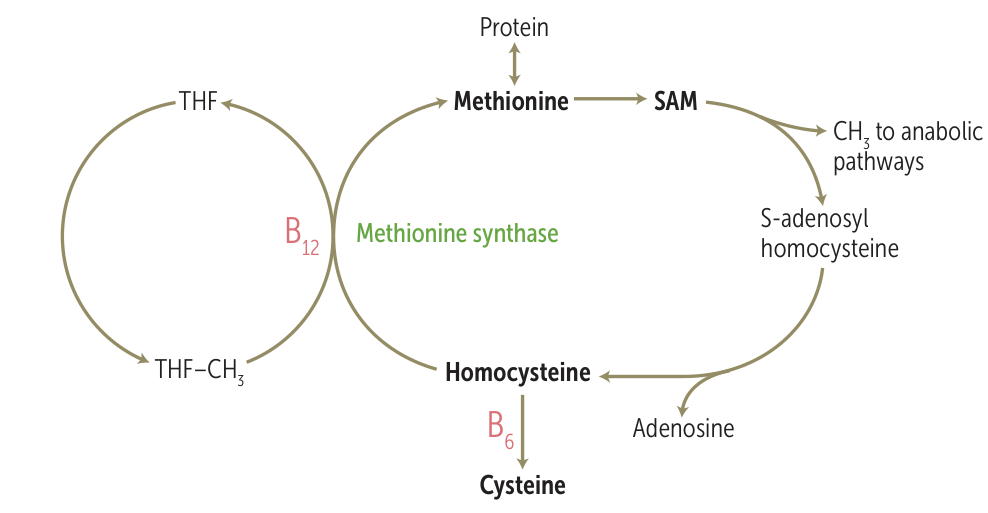 Protein
THF
Methionine
SAM
CH₃ to anabolic
pathways
B₁₂
Methionine synthase
S-adenosyl
homocysteine
THF–CH₃
Homocysteine
B₆
Adenosine
Cysteine